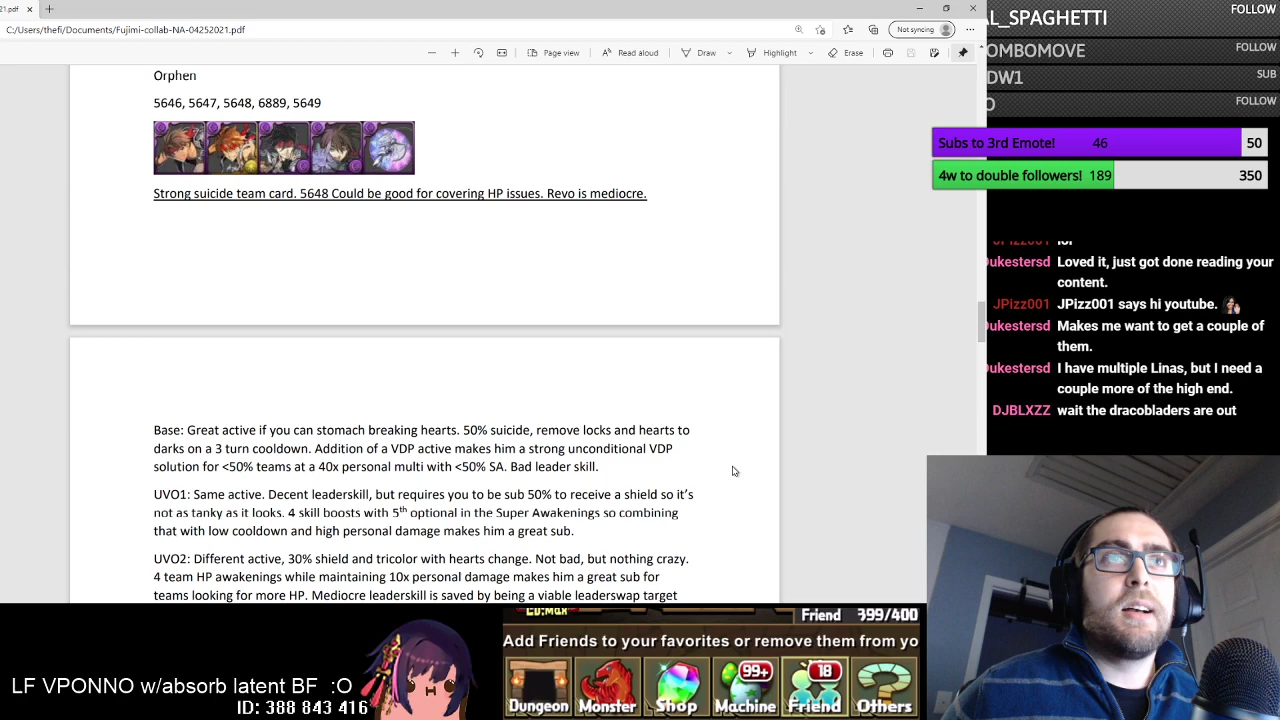 21.pdf
C:/Users/thefi/Documents/Fujimi-collab-NA-04252021.pdf
Not syncing
Page view
Read aloud
Draw
Highlight
Erase
Orphen
5646, 5647, 5648, 6889, 5649
Strong suicide team card. 5648 Could be good for covering HP issues. Revo is mediocre.
Base: Great active if you can stomach breaking hearts. 50% suicide, remove locks and hearts to
darks on a 3 turn cooldown. Addition of a VDP active makes him a strong unconditional VDP
solution for <50% teams at a 40x personal multi with <50% SA. Bad leader skill.
UVO1: Same active. Decent leaderskill, but requires you to be sub 50% to receive a shield so it's
not as tanky as it looks. 4 skill boosts with 5th optional in the Super Awakenings so combining
that with low cooldown and high personal damage makes him a great sub.
UVO2: Different active, 30% shield and tricolor with hearts change. Not bad, but nothing crazy.
4 team HP awakenings while maintaining 10x personal damage makes him a great sub for
teams looking for more HP. Mediocre leaderskill is saved by being a viable leaderswap target
AL_SPAGHETTI FOLLOW
OMBOMOVE FOLLOW
DW1 SUB
O FOLLOW
Subs to 3rd Emote! 46 50
4w to double followers! 189 350
Dukestersd Loved it, just got done reading your
content.
JPizz001 JPizz001 says hi youtube.
Dukestersd Makes me want to get a couple of
them.
Dukestersd I have multiple Linas, but I need a
couple more of the high end.
DJBLXZZ wait the dracobladers are out
LF VPONNO w/absorb latent BF :O
ID: 388 843 416
Friend 399/400
Add Friends to your favorites or remove them from yo
99+
18
Dungeon
Monster
Shop
Machine
Friend
Others